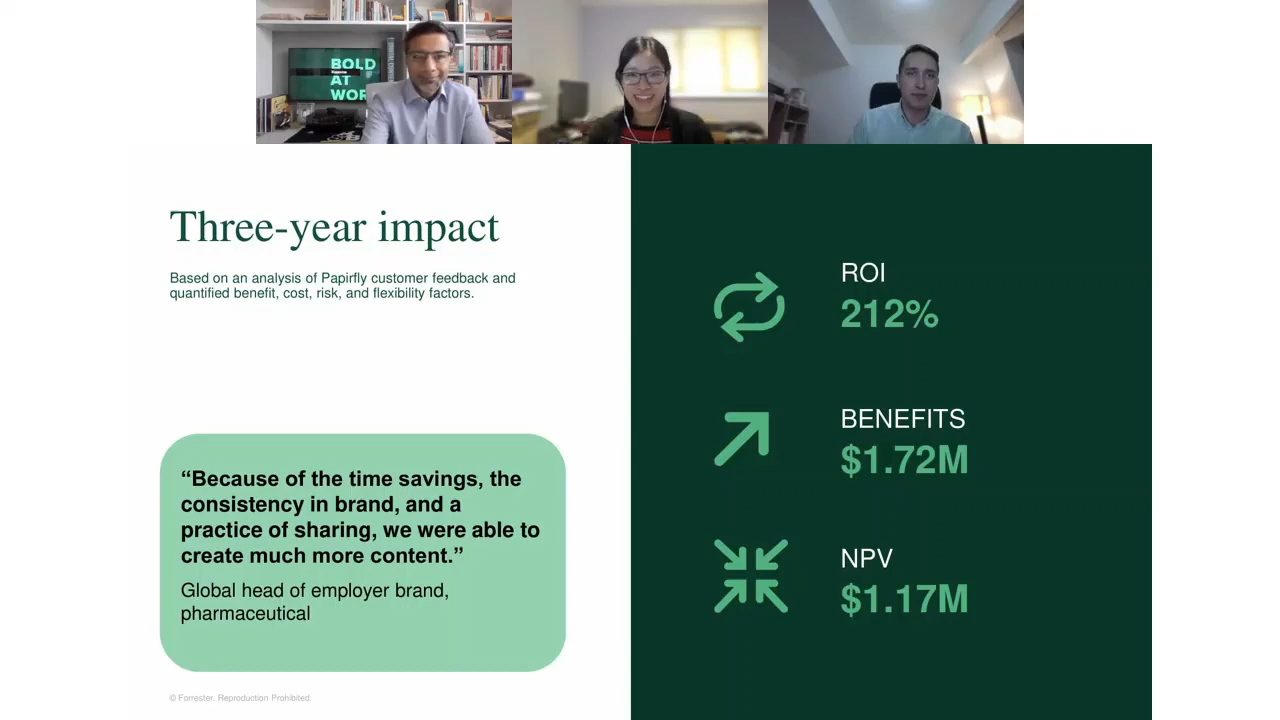 BOLD
AT
WOR
Three-year impact
Based on an analysis of Papirfly customer feedback and
quantified benefit, cost, risk, and flexibility factors.
“Because of the time savings, the
consistency in brand, and a
practice of sharing, we were able to
create much more content.”
Global head of employer brand,
pharmaceutical
© Forrester. Reproduction Prohibited.
ROI
212%
BENEFITS
$1.72M
NPV
$1.17M